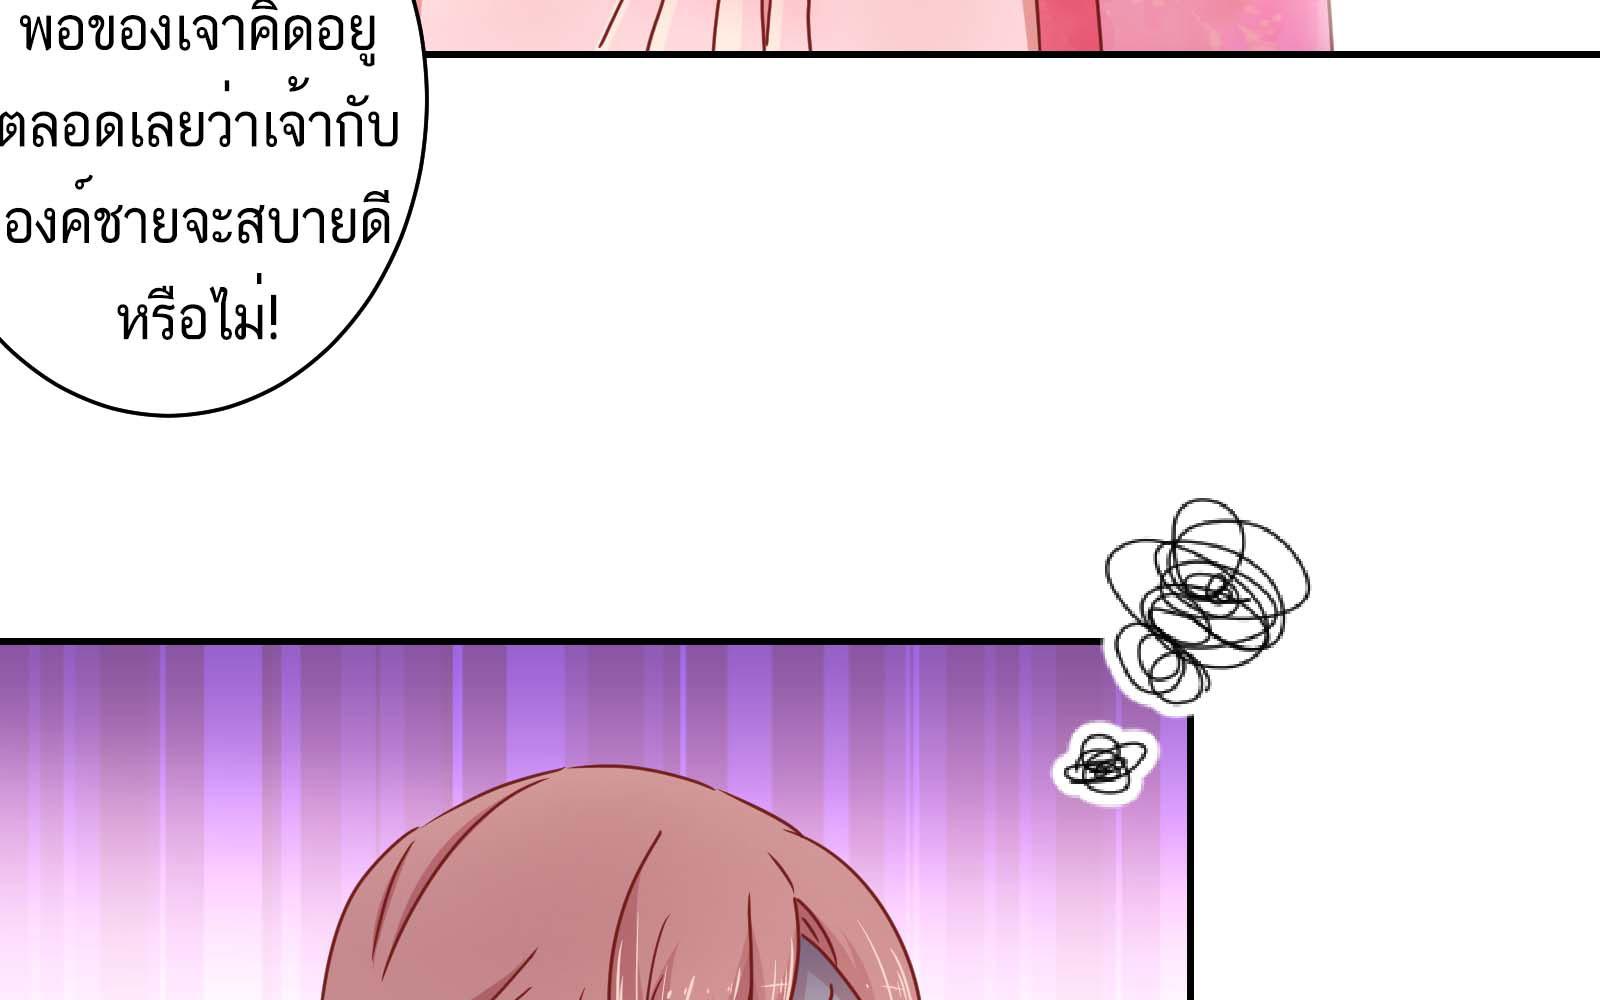 พ่อของเจ้าคิดอยู่
ตลอดเลยว่าเจ้ากับ
องค์ชายจะสบายดี
หรือไม่!